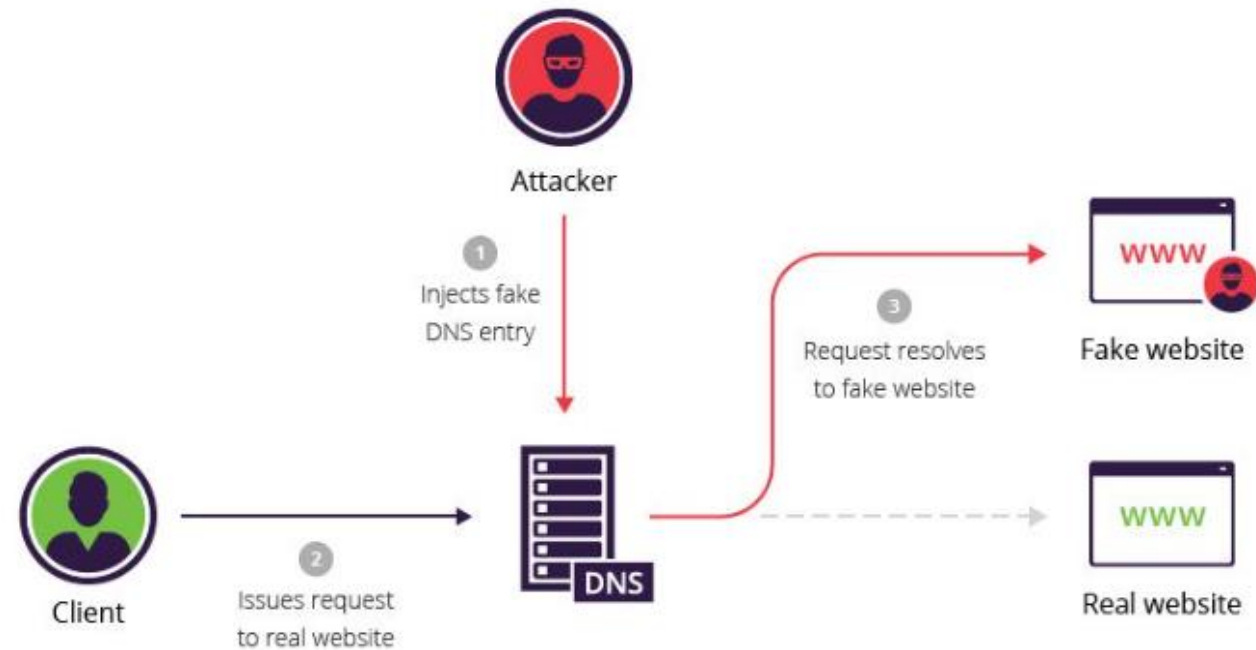 Attacker
1
Injects fake
DNS entry
www
3
Request resolves
to fake website
Fake website
DNS
www
Client
2
Issues request
to real website
Real website